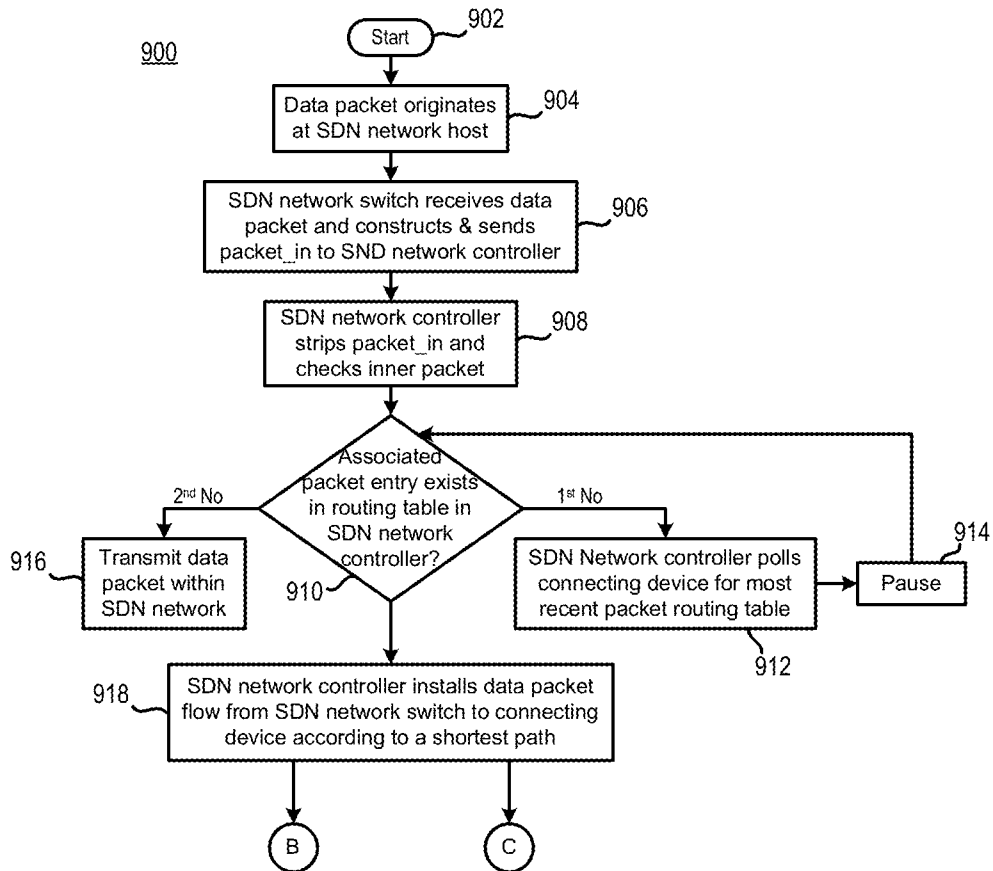 900
Start
902
Data packet originates
at SDN network host
904
SDN network switch receives data
packet and constructs & sends
packet_in to SND network controller
906
SDN network controller
strips packet_in and
checks inner packet
908
Associated
packet entry exists
in routing table in
SDN network
controller?
910
2nd No
1st No
916
Transmit data
packet within
SDN network
SDN Network controller polls
connecting device for most
recent packet routing table
912
914
Pause
918
SDN network controller installs data packet
flow from SDN network switch to connecting
device according to a shortest path
B
C